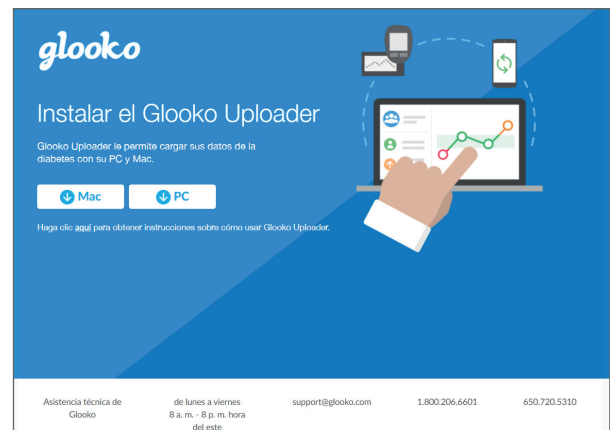 glooko
Instalar el Glooko Uploader
Glooko Uploader le permite cargar sus datos de la
diabetes con su PC y Mac.
Mac
PC
Haga clic aquí para obtener instrucciones sobre cómo usar Glooko Uploader.
Asistencia técnica de
Glooko
de lunes a viernes
8 a. m. - 8 p. m. hora
del este
support@glooko.com
1.800.206.6601
650.720.5310